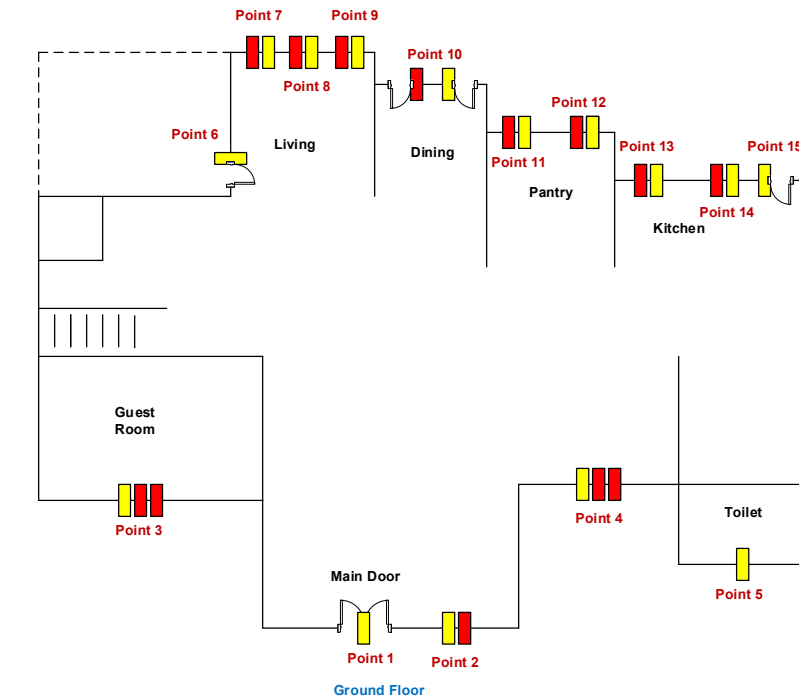 Point 7
Point 9
Point 8
Point 10
Point 6
Living
Dining
Point 12
Point 11
Point 13
Point 15
Pantry
Point 14
Kitchen
Guest
Room
Point 3
Point 4
Toilet
Main Door
Point 5
Point 1
Point 2
Ground Floor